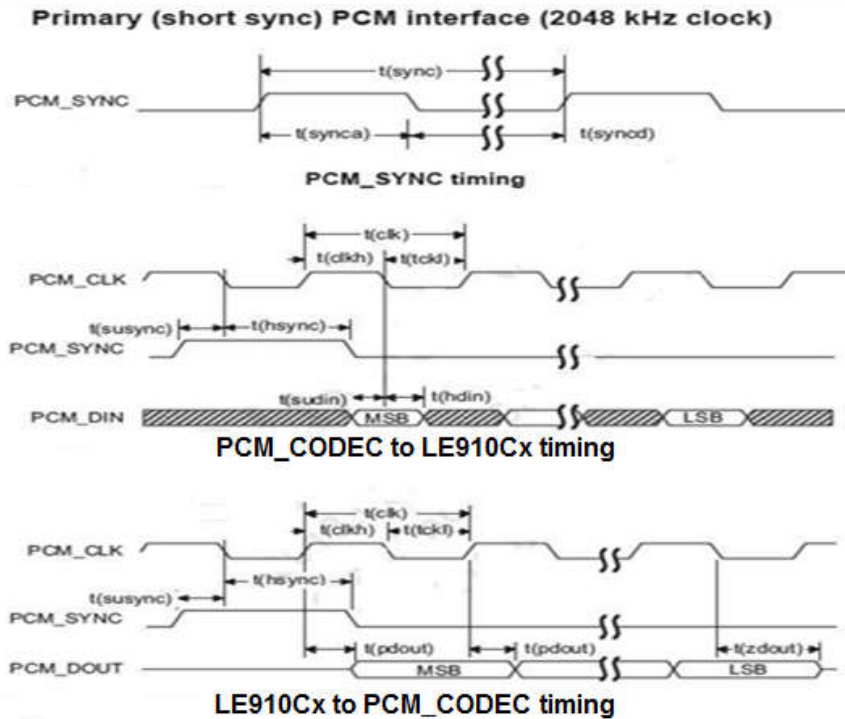 Primary (short sync) PCM interface (2048 kHz clock)
t(sync)
PCM_SYNC
t(synca)
t(syncd)
PCM_SYNC timing
t(clk)
t(clkh)
t(tckl)
PCM_CLK
t(susync)
t(hsync)
PCM_SYNC
t(sudin)
t(hdin)
PCM_DIN
MSB
LSB
PCM_CODEC to LE910Cx timing
t(clk)
t(clkh)
t(tckl)
PCM_CLK
t(hsync)
t(susync)
PCM_SYNC
t(pdout)
t(pdout)
t(zdout)
PCM_DOUT
MSB
LSB
LE910Cx to PCM_CODEC timing